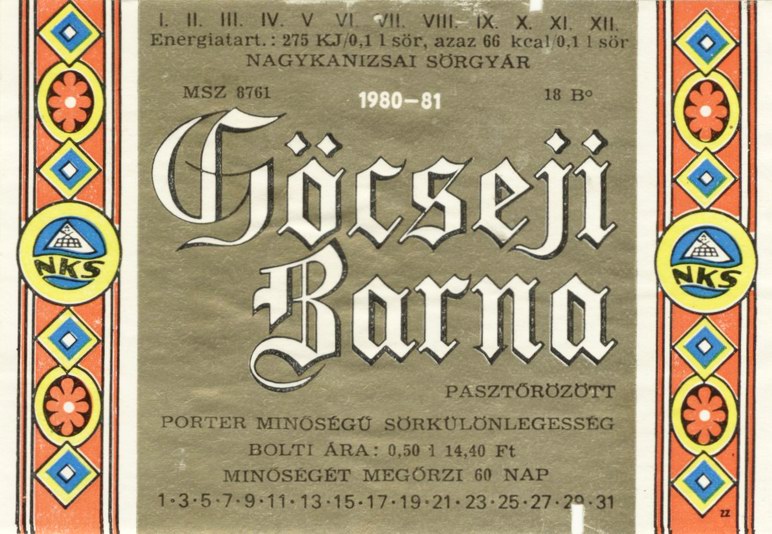 I. II. III. IV. V VI. VII. VIII. IX. X. XI. XII.
Energiatart.: 275 KJ/0,1 l sör, azaz 66 kcal/0,1 l sör
NAGYKANIZSAI SÖRGYÁR
MSZ 8761 1980-81 18 B°
Göcseji
Barna
NKS
NKS
PASZTŐRÖZÖTT
PORTER MINŐSÉGŰ SÖRKÜLÖNLEGESSÉG
BOLTI ÁRA: 0,50 l 14,40 Ft
MINŐSÉGÉT MEGŐRZI 60 NAP
1·3·5·7·9·11·13·15·17·19·21·23·25·27·29·31
ZZ